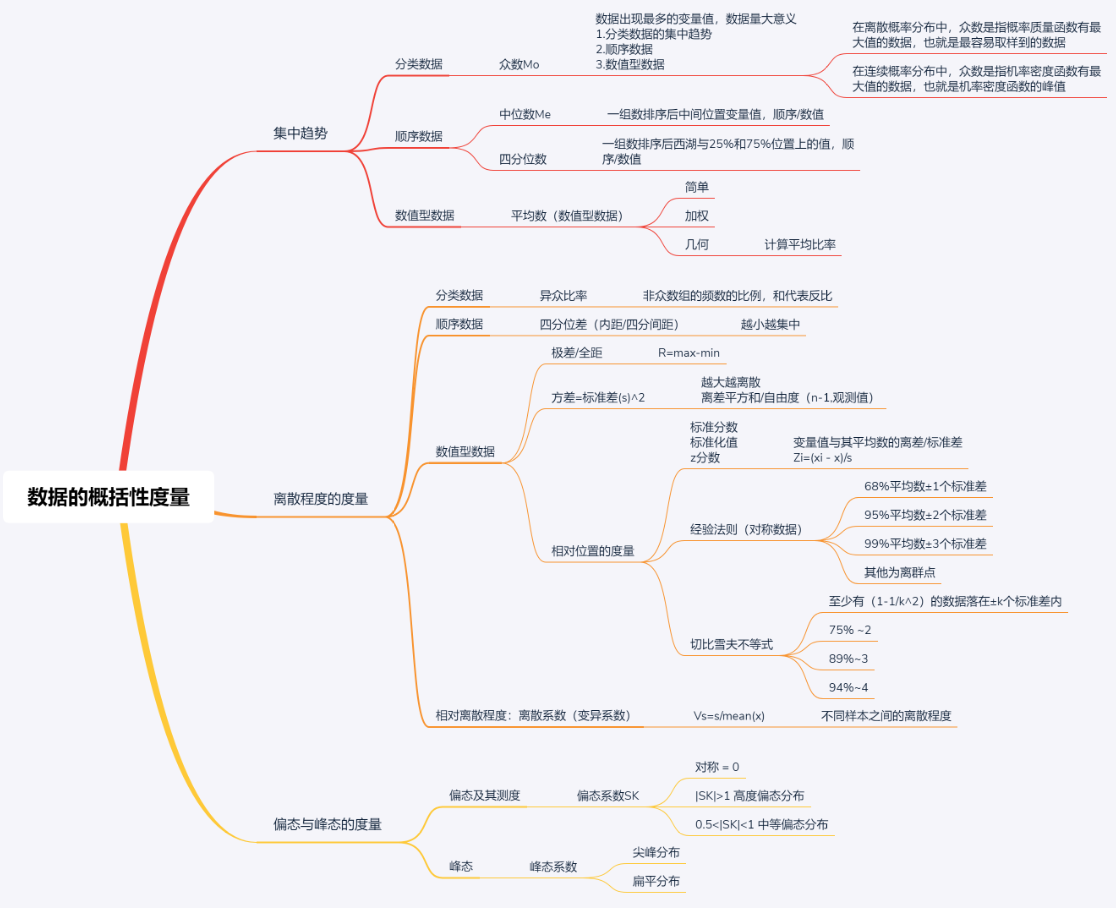 数据的概括性度量
集中趋势
分类数据
众数Mo
数据出现最多的变量值，数据量大意义
1.分类数据的集中趋势
2.顺序数据
3.数值型数据
在离散概率分布中，众数是指概率质量函数有最
大值的数据，也就是最容易取样到的数据
在连续概率分布中，众数是指机率密度函数有最
大值的数据，也就是机率密度函数的峰值
顺序数据
中位数Me
一组数排序后中间位置变量值，顺序/数值
四分位数
一组数排序后西湖与25%和75%位置上的值，顺
序/数值
数值型数据
平均数（数值型数据）
简单
加权
几何
计算平均比率
离散程度的度量
分类数据
异众比率
非众数组的频数的比例，和代表反比
顺序数据
四分位差（内距/四分间距）
越小越集中
数值型数据
极差/全距
R=max-min
方差=标准差(s)^2
越大越离散
离差平方和/自由度（n-1.观测值）
相对位置的度量
标准分数
标准化值
z分数
变量值与其平均数的离差/标准差
Zi=(xi - x)/s
经验法则（对称数据）
68%平均数±1个标准差
95%平均数±2个标准差
99%平均数±3个标准差
其他为离群点
切比雪夫不等式
至少有（1-1/k^2）的数据落在±k个标准差内
75% ~2
89%~3
94%~4
相对离散程度：离散系数（变异系数）
Vs=s/mean(x)
不同样本之间的离散程度
偏态与峰态的度量
偏态及其测度
偏态系数SK
对称 = 0
|SK|>1 高度偏态分布
0.5<|SK|<1 中等偏态分布
峰态
峰态系数
尖峰分布
扁平分布